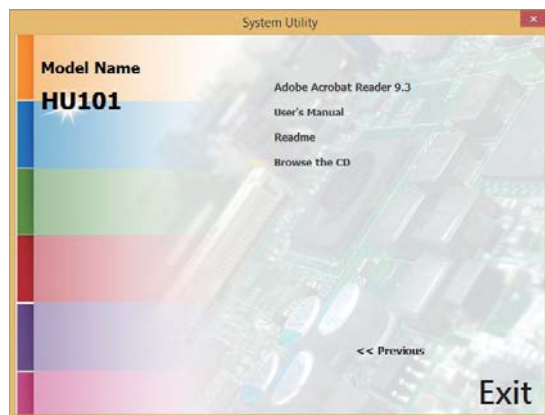 System Utility
Model Name
HU101
Adobe Acrobat Reader 9.3
User's Manual
Readme
Browse the CD
<< Previous
Exit